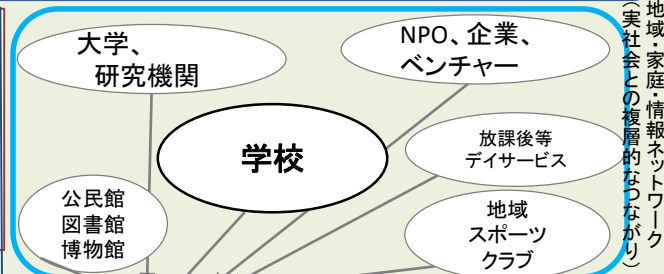 大学、
研究機関
NPO、企業、
ベンチャー
学校
放課後等
デイサービス
公民館
図書館
博物館
地域
スポーツ
クラブ
地域・家庭・情報ネットワーク
（実社会との複層的なつながり）